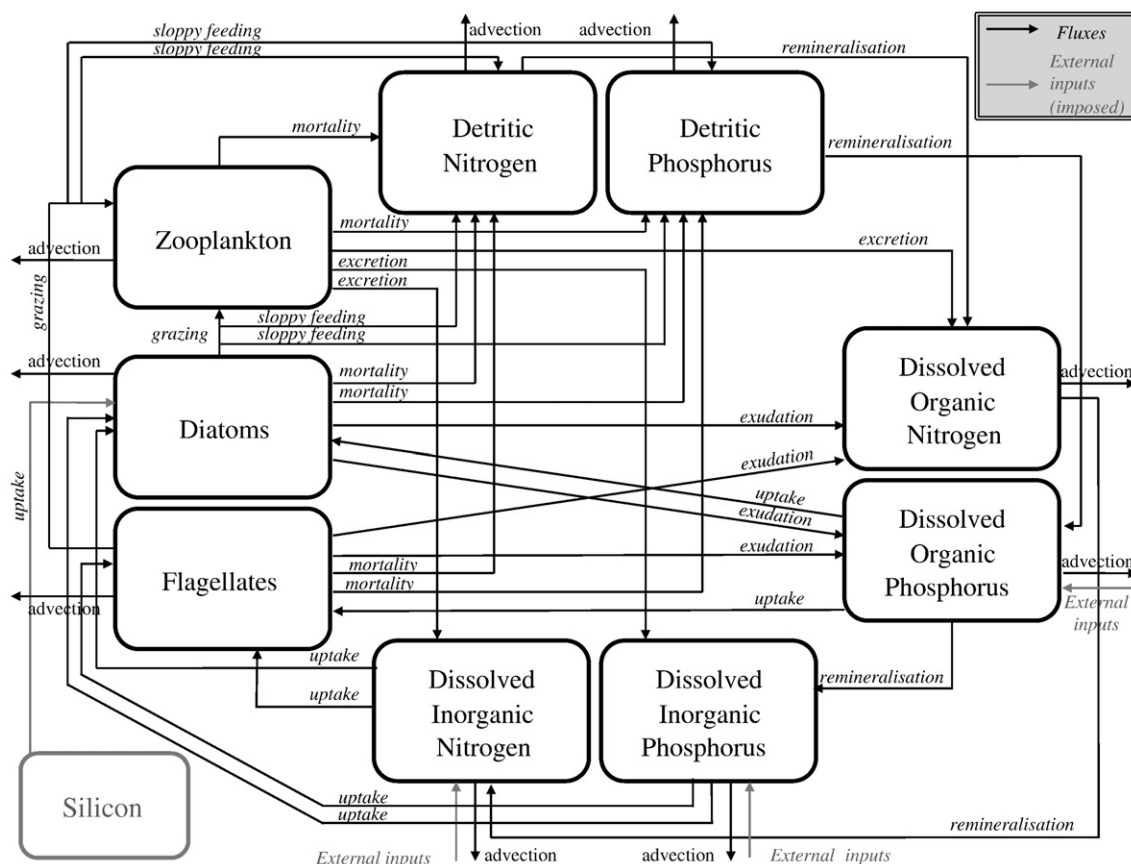 sloppy feeding
sloppy feeding
advection
advection
remineralisation
Fluxes
External
inputs
(imposed)
Detritic
Nitrogen
Detritic
Phosphorus
mortality
remineralisation
Zooplankton
mortality
excretion
advection
excretion
excretion
grazing
grazing
sloppy feeding
sloppy feeding
advection
mortality
mortality
Diatoms
Dissolved
Organic
Nitrogen
advection
exudation
exudation
uptake
uptake
exudation
Dissolved
Organic
Phosphorus
Flagellates
exudation
mortality
mortality
advection
advection
uptake
External
inputs
uptake
uptake
Dissolved
Inorganic
Nitrogen
Dissolved
Inorganic
Phosphorus
remineralisation
Silicon
uptake
uptake
remineralisation
External inputs
advection
advection
External inputs